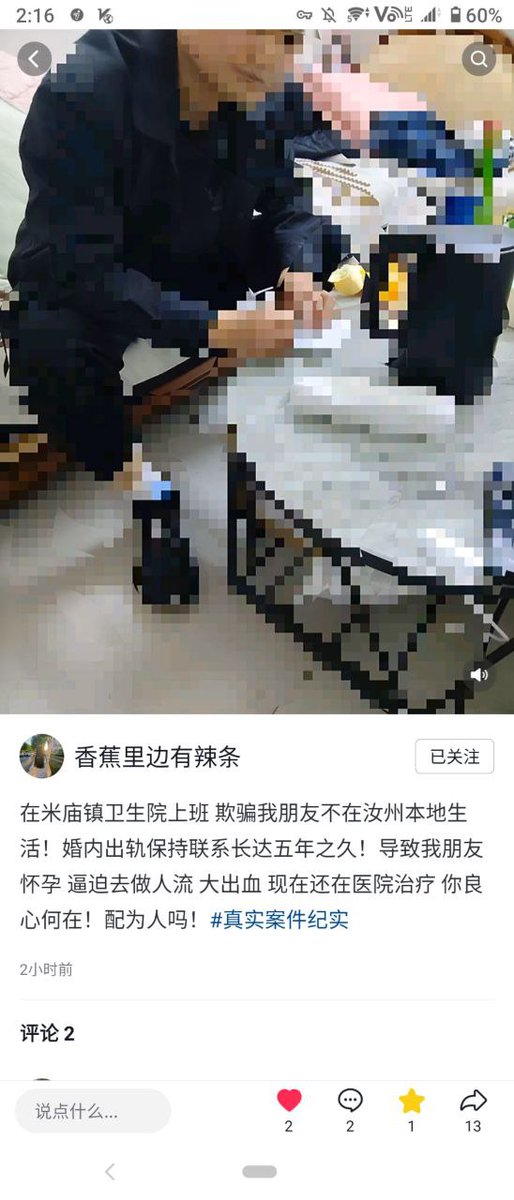 2:16
60%
香蕉里边有辣条
已关注
在米庙镇卫生院上班 欺骗我朋友不在汝州本地生
活！婚内出轨保持联系长达五年之久！导致我朋友
怀孕 逼迫去做人流 大出血 现在还在医院治疗 你良
心何在！配为人吗！#真实案件纪实
2小时前
评论 2
说点什么...
2
2
1
13